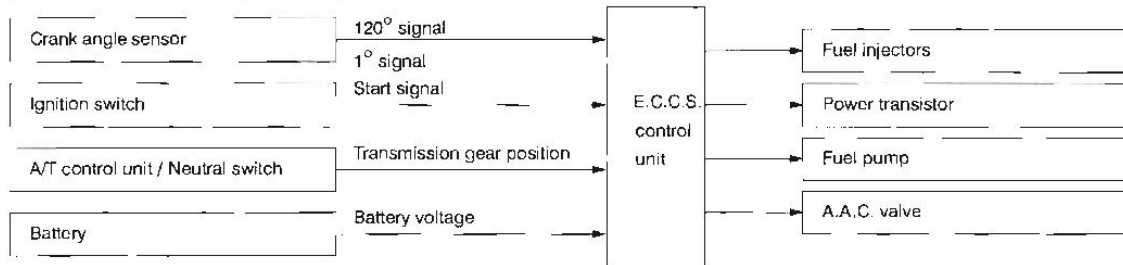 Crank angle sensor
120° signal
1° signal
Ignition switch
Start signal
A/T control unit / Neutral switch
Transmission gear position
Battery
Battery voltage
E.C.C.S.
control
unit
Fuel injectors
Power transistor
Fuel pump
A.A.C. valve